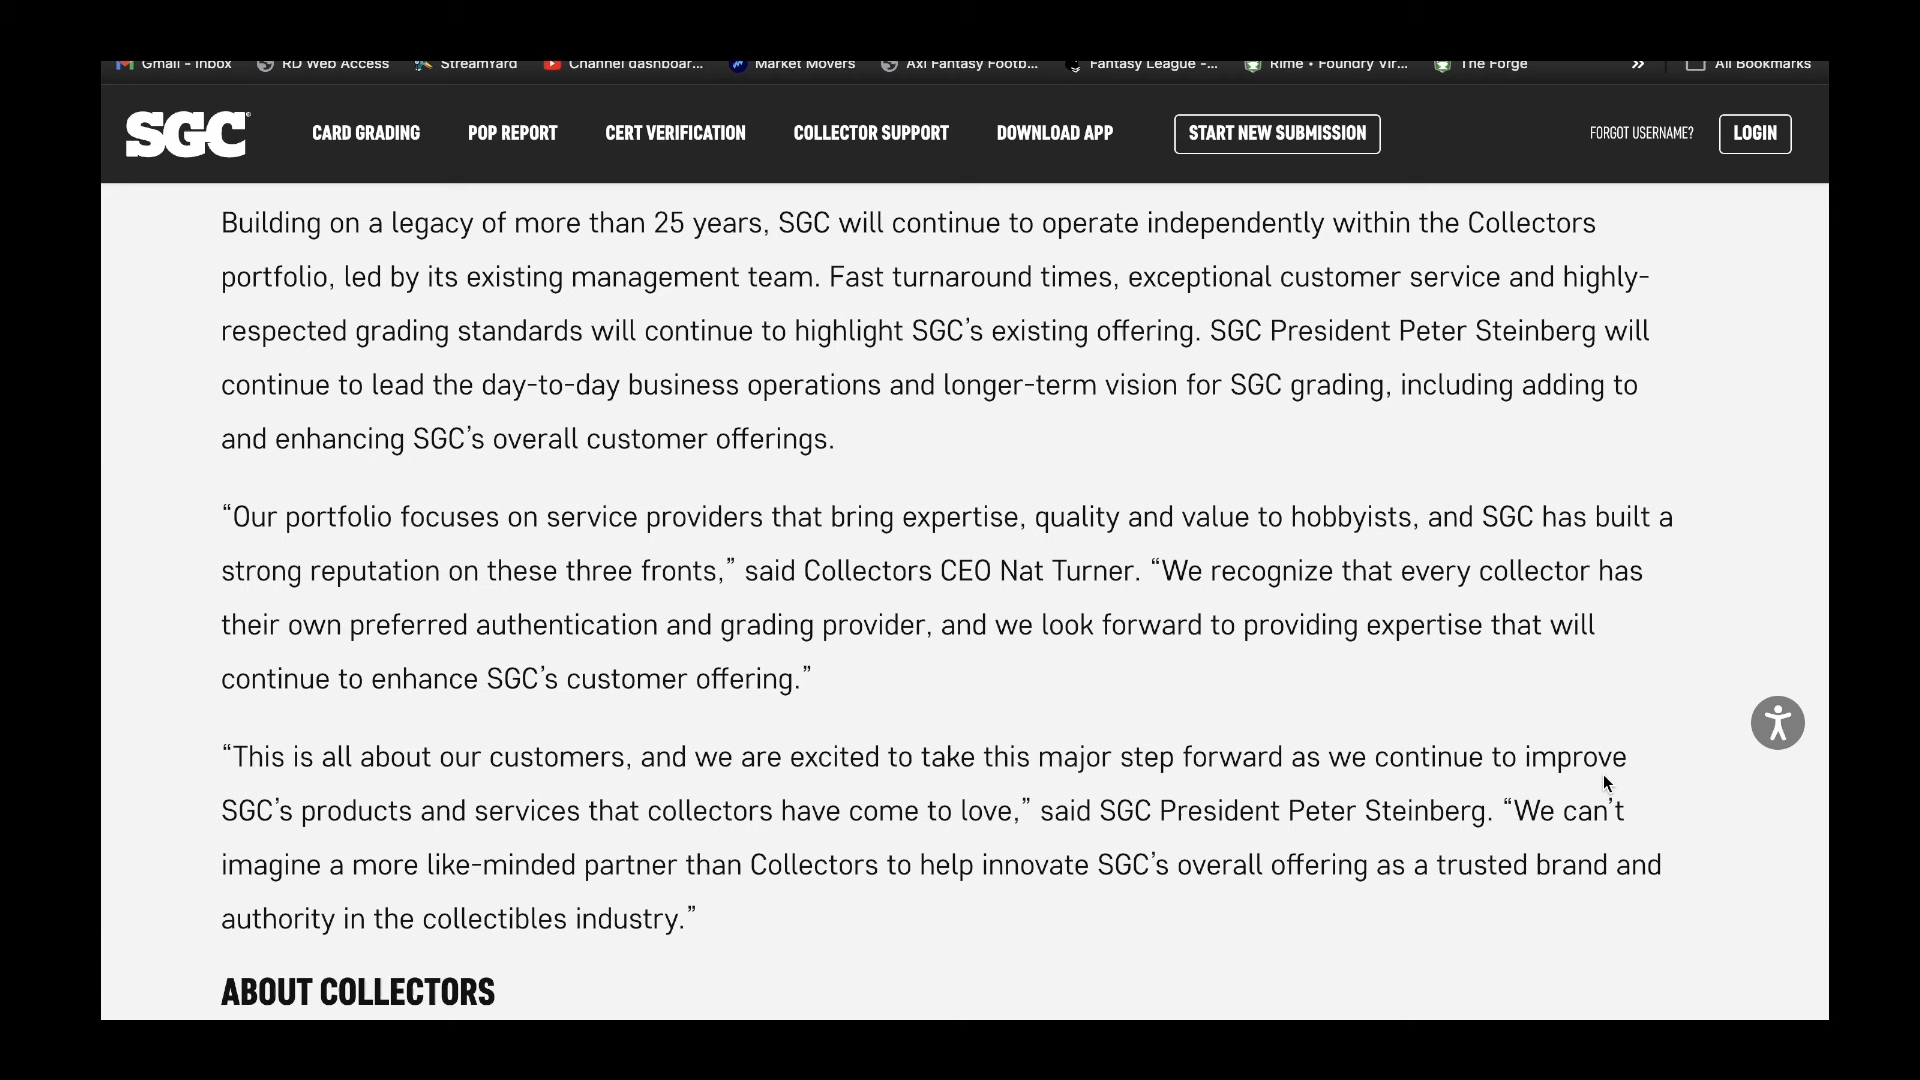 Gmail - Inbox RD Web Access StreamYard Channel dashboar... Market Movers Axl Fantasy Footb... Fantasy League -... Rime • Foundry Vir... The Forge » All Bookmarks
SGC CARD GRADING POP REPORT CERT VERIFICATION COLLECTOR SUPPORT DOWNLOAD APP START NEW SUBMISSION FORGOT USERNAME? LOGIN
Building on a legacy of more than 25 years, SGC will continue to operate independently within the Collectors
portfolio, led by its existing management team. Fast turnaround times, exceptional customer service and highly-
respected grading standards will continue to highlight SGC’s existing offering. SGC President Peter Steinberg will
continue to lead the day-to-day business operations and longer-term vision for SGC grading, including adding to
and enhancing SGC’s overall customer offerings.
“Our portfolio focuses on service providers that bring expertise, quality and value to hobbyists, and SGC has built a
strong reputation on these three fronts,” said Collectors CEO Nat Turner. “We recognize that every collector has
their own preferred authentication and grading provider, and we look forward to providing expertise that will
continue to enhance SGC’s customer offering.”
“This is all about our customers, and we are excited to take this major step forward as we continue to improve
SGC’s products and services that collectors have come to love,” said SGC President Peter Steinberg. “We can’t
imagine a more like-minded partner than Collectors to help innovate SGC’s overall offering as a trusted brand and
authority in the collectibles industry.”
ABOUT COLLECTORS